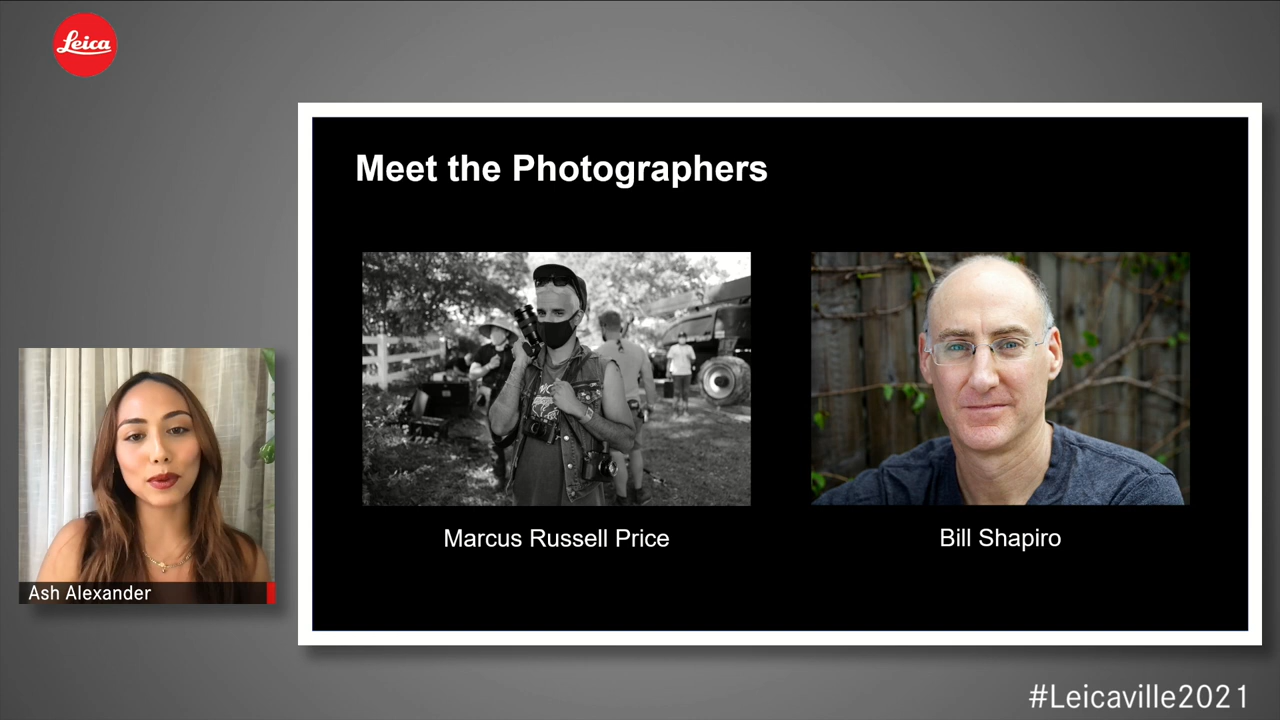 Leica
Meet the Photographers
Marcus Russell Price
Bill Shapiro
Ash Alexander
#Leicaville2021